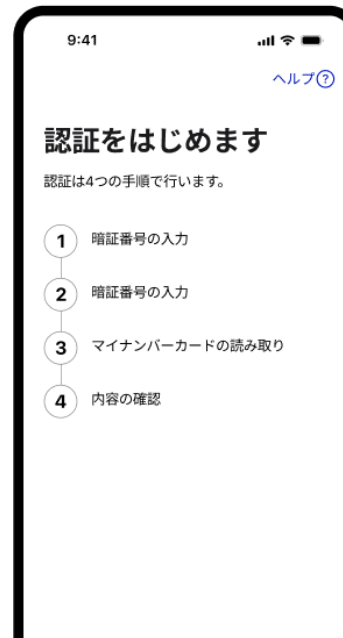 9:41
ヘルプ?
認証をはじめます
認証は4つの手順で行います。
1 暗証番号の入力
2 暗証番号の入力
3 マイナンバーカードの読み取り
4 内容の確認